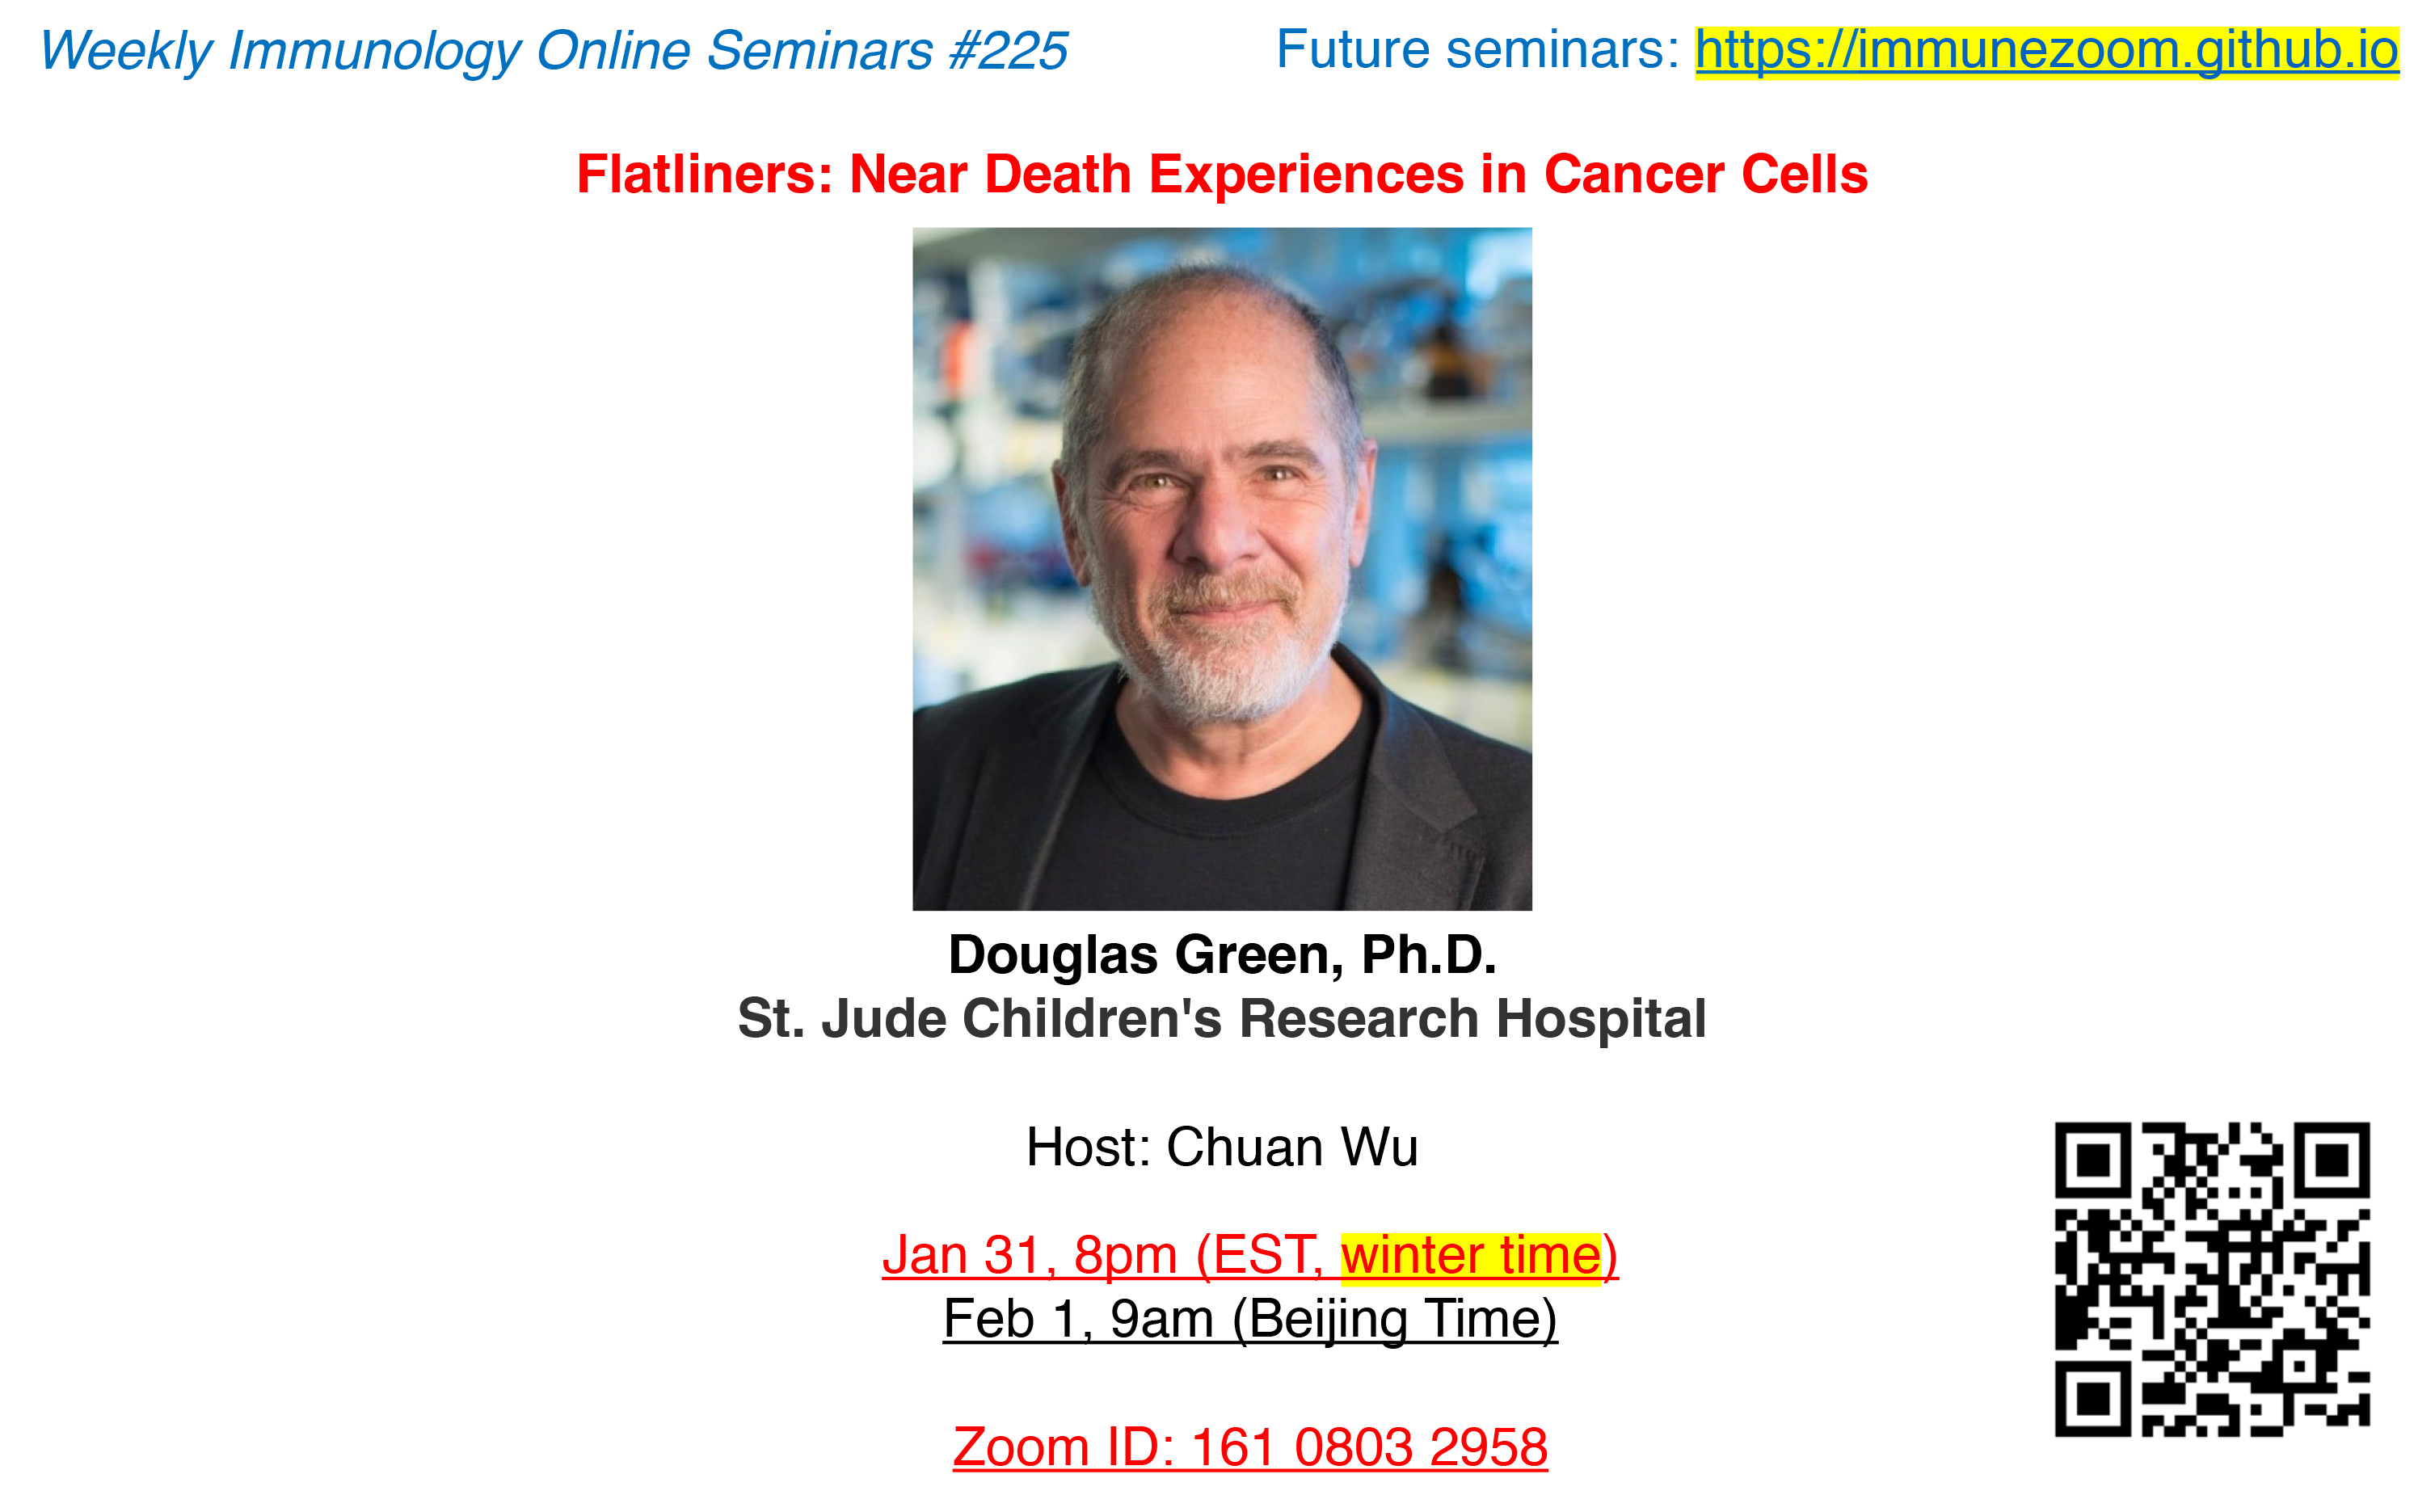 Weekly Immunology Online Seminars #225
Future seminars: https://immunezoom.github.io
Flatliners: Near Death Experiences in Cancer Cells
Douglas Green, Ph.D.
St. Jude Children's Research Hospital
Host: Chuan Wu
Jan 31, 8pm (EST, winter time)
Feb 1, 9am (Beijing Time)
Zoom ID: 161 0803 2958